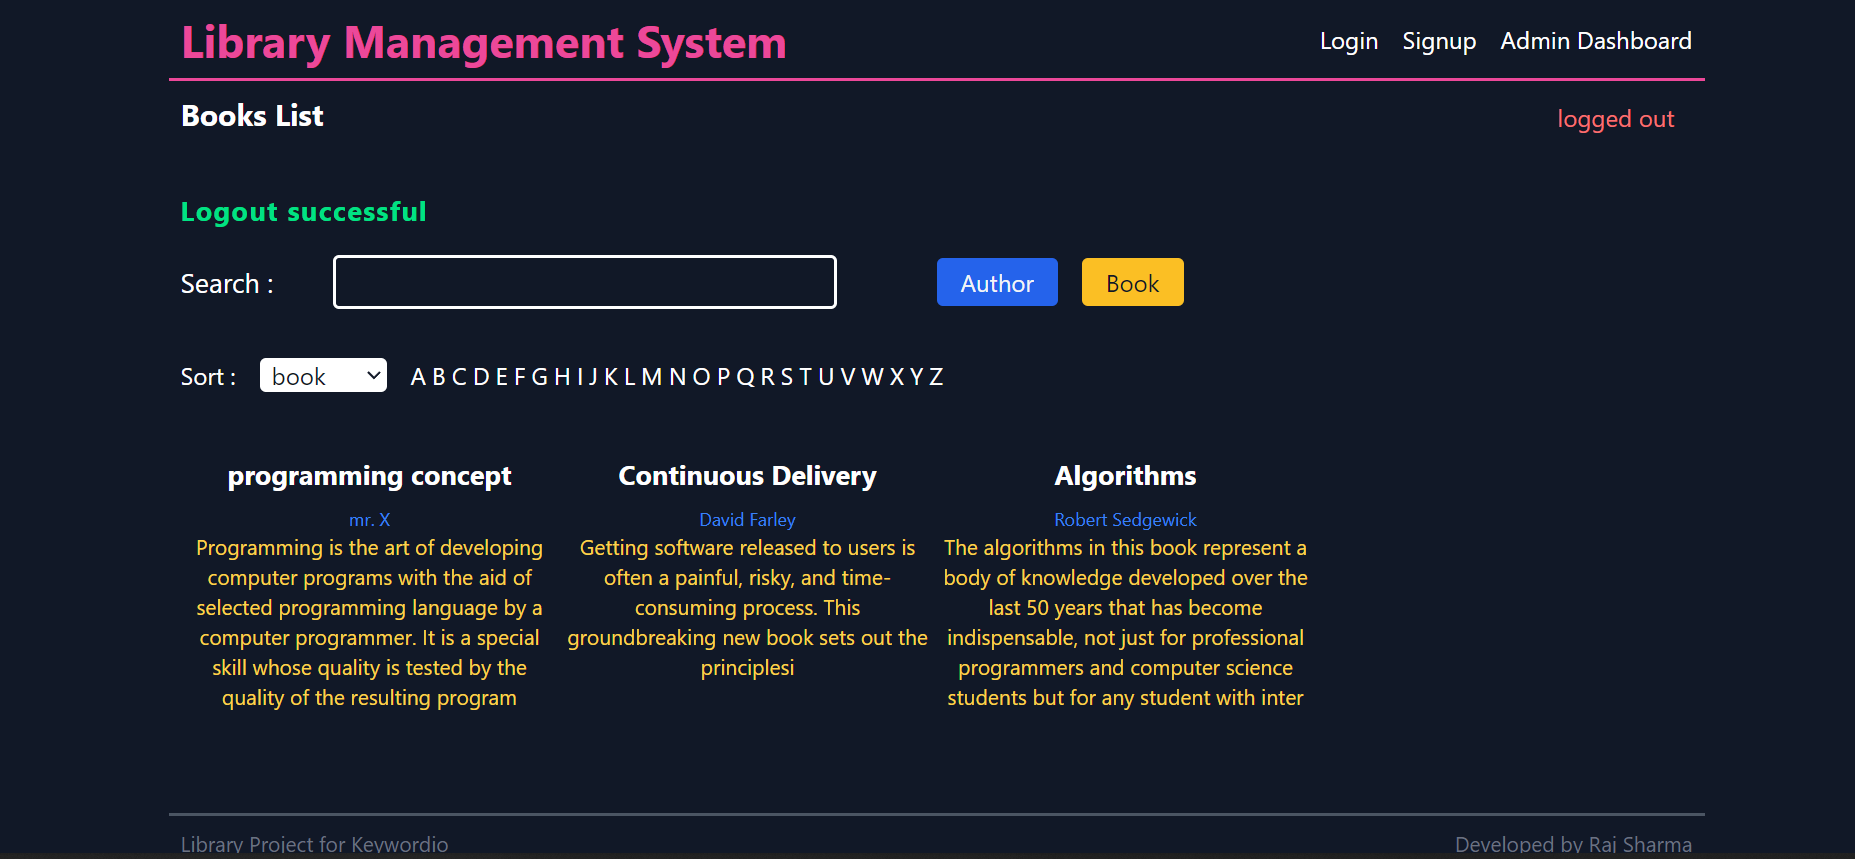 Library Management System
Login Signup Admin Dashboard
Books List
logged out
Logout successful
Search :
Author
Book
Sort :
book
A B C D E F G H I J K L M N O P Q R S T U V W X Y Z
programming concept
mr. X
Programming is the art of developing
computer programs with the aid of
selected programming language by a
computer programmer. It is a special
skill whose quality is tested by the
quality of the resulting program
Continuous Delivery
David Farley
Getting software released to users is
often a painful, risky, and time-
consuming process. This
groundbreaking new book sets out the
principlesi
Algorithms
Robert Sedgewick
The algorithms in this book represent a
body of knowledge developed over the
last 50 years that has become
indispensable, not just for professional
programmers and computer science
students but for any student with inter
Library Project for Keywordio
Developed by Raj Sharma